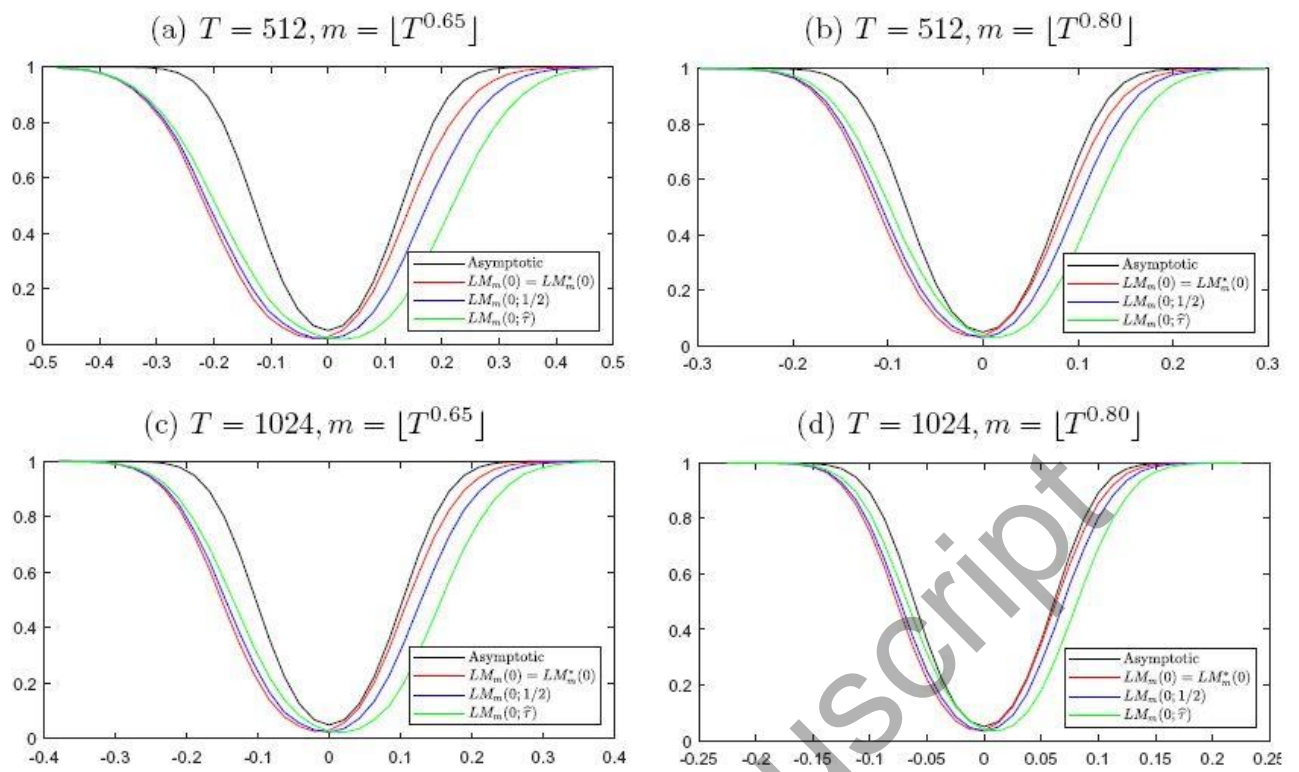 (a) T = 512, m = ⌊T^0.65⌋
1
0.8
0.6
0.4
0.2
0
-0.5 -0.4 -0.3 -0.2 -0.1 0 0.1 0.2 0.3 0.4 0.5
Asymptotic
LM_m(0) = LM*_m(0)
LM_m(0; 1/2)
LM_m(0; τ̂)
(b) T = 512, m = ⌊T^0.80⌋
1
0.8
0.6
0.4
0.2
0
-0.3 -0.2 -0.1 0 0.1 0.2 0.3
Asymptotic
LM_m(0) = LM*_m(0)
LM_m(0; 1/2)
LM_m(0; τ̂)
(c) T = 1024, m = ⌊T^0.65⌋
1
0.8
0.6
0.4
0.2
0
-0.4 -0.3 -0.2 -0.1 0 0.1 0.2 0.3 0.4
Asymptotic
LM_m(0) = LM*_m(0)
LM_m(0; 1/2)
LM_m(0; τ̂)
(d) T = 1024, m = ⌊T^0.80⌋
1
0.8
0.6
0.4
0.2
0
-0.25 -0.2 -0.15 -0.1 -0.05 0 0.05 0.1 0.15 0.2 0.25
Asymptotic
LM_m(0) = LM*_m(0)
LM_m(0; 1/2)
LM_m(0; τ̂)
uscript